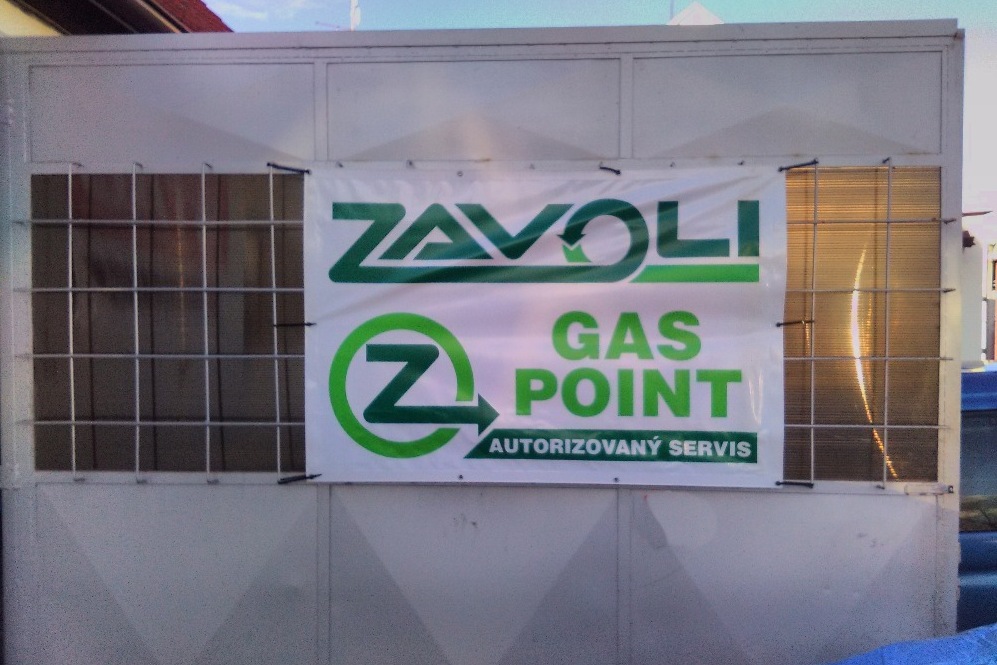 ZAVOLI
Z
GAS
POINT
AUTORIZOVANÝ SERVIS